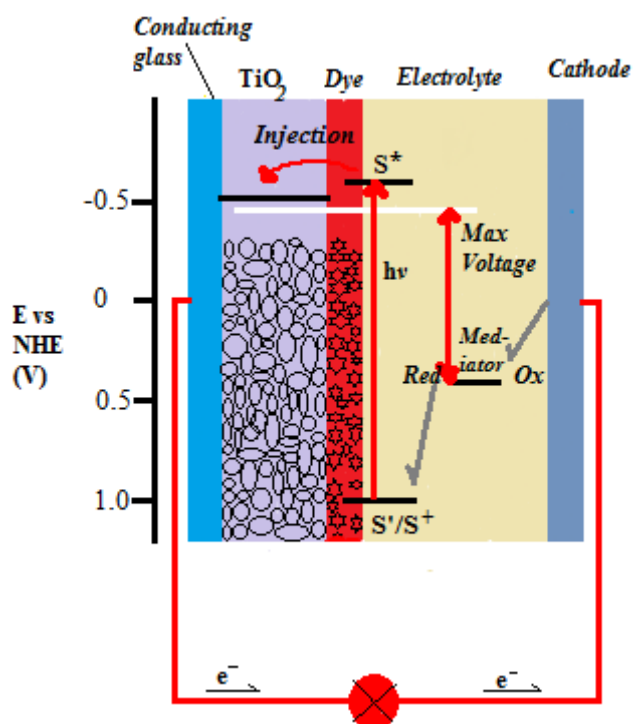 Conducting
glass
TiO2 Dye Electrolyte Cathode
Injection
S*
-0.5
Max
Voltage
hν
0
E vs
NHE
(V)
Med-
iator
Red Ox
0.5
1.0
S'/S+
e− e−